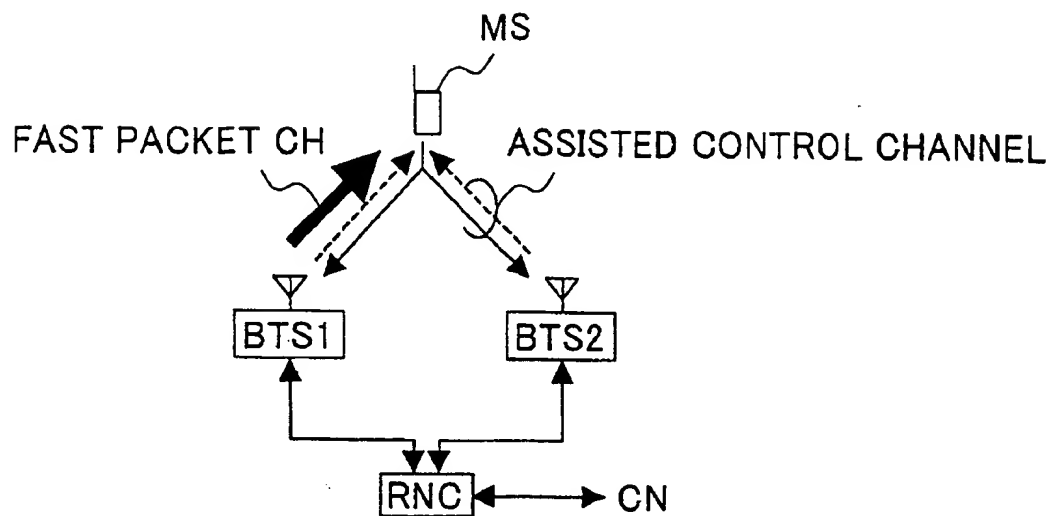 MS
FAST PACKET CH
ASSISTED CONTROL CHANNEL
BTS1
BTS2
RNC
CN